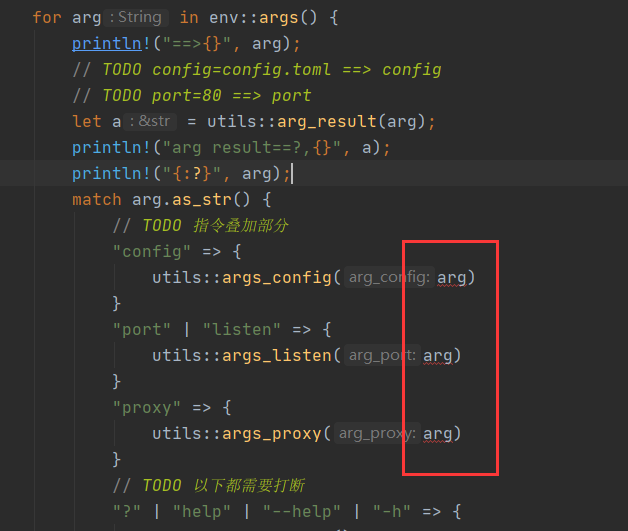 for arg: String in env::args() {
println!("==>{}", arg);
// TODO config=config.toml ==> config
// TODO port=80 ==> port
let a: &str = utils::arg_result(arg);
println!("arg result==?,{}", a);
println!("{:?}", arg);
match arg.as_str() {
// TODO 指令叠加部分
"config" => {
utils::args_config(arg_config: arg)
}
"port" | "listen" => {
utils::args_listen(arg_port: arg)
}
"proxy" => {
utils::args_proxy(arg_proxy: arg)
}
// TODO 以下都需要打断
"?" | "help" | "--help" | "-h" => {